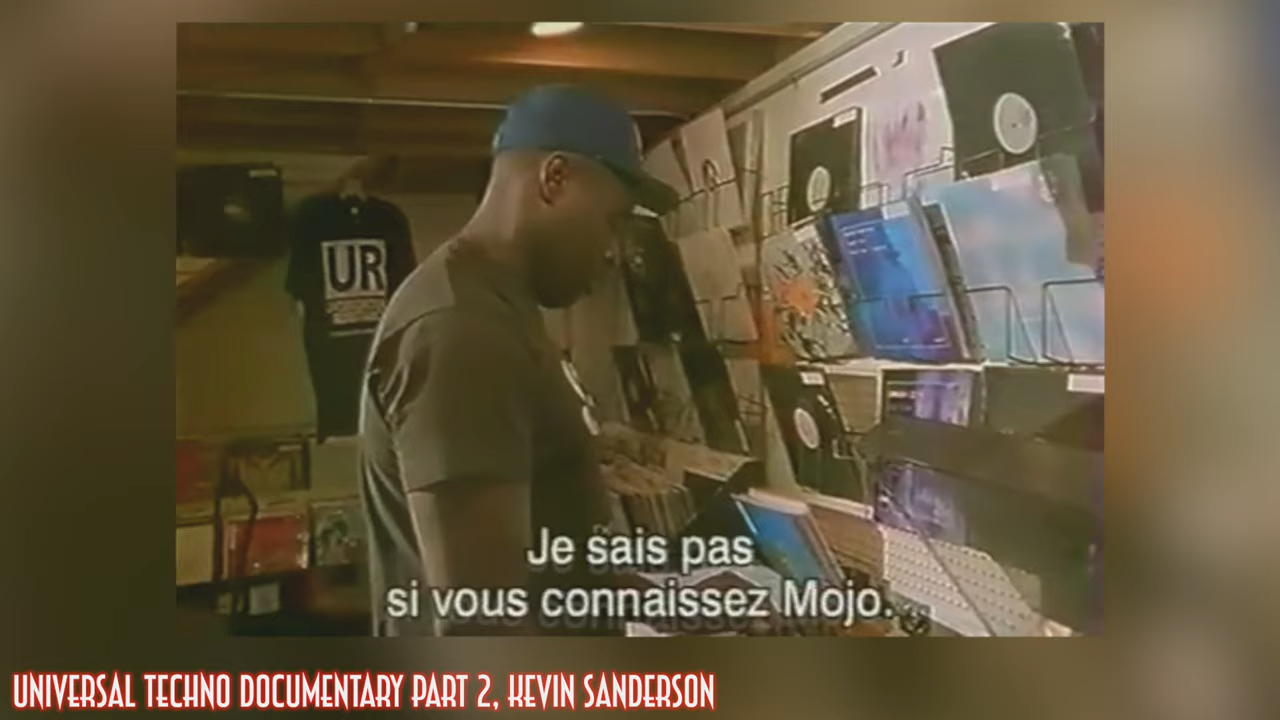 UR
Je sais pas
si vous connaissez Mojo...
UNIVERSAL TECHNO DOCUMENTARY PART 2, KEVIN SANDERSON